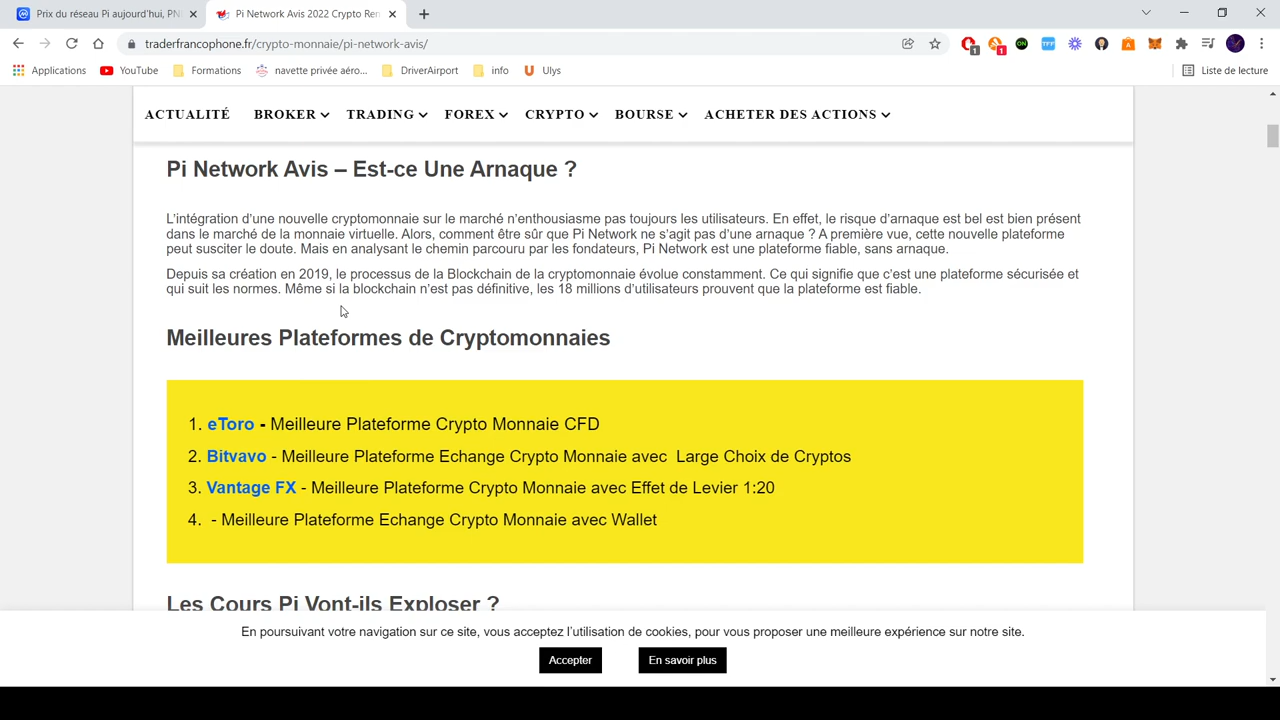 Prix du réseau Pi aujourd'hui, PN
Pi Network Avis 2022 Crypto Ren
traderfrancophone.fr/crypto-monnaie/pi-network-avis/
1
1
ON
TFF
Applications
YouTube
Formations
navette privée aéro...
DriverAirport
info
Ulys
Liste de lecture
ACTUALITÉ BROKER TRADING FOREX CRYPTO BOURSE ACHETER DES ACTIONS
Pi Network Avis – Est-ce Une Arnaque ?
L'intégration d'une nouvelle cryptomonnaie sur le marché n'enthousiasme pas toujours les utilisateurs. En effet, le risque d'arnaque est bel est bien présent
dans le marché de la monnaie virtuelle. Alors, comment être sûr que Pi Network ne s'agit pas d'une arnaque ? A première vue, cette nouvelle plateforme
peut susciter le doute. Mais en analysant le chemin parcouru par les fondateurs, Pi Network est une plateforme fiable, sans arnaque.
Depuis sa création en 2019, le processus de la Blockchain de la cryptomonnaie évolue constamment. Ce qui signifie que c'est une plateforme sécurisée et
qui suit les normes. Même si la blockchain n'est pas définitive, les 18 millions d'utilisateurs prouvent que la plateforme est fiable.
Meilleures Plateformes de Cryptomonnaies
1. eToro - Meilleure Plateforme Crypto Monnaie CFD
2. Bitvavo - Meilleure Plateforme Echange Crypto Monnaie avec Large Choix de Cryptos
3. Vantage FX - Meilleure Plateforme Crypto Monnaie avec Effet de Levier 1:20
4. - Meilleure Plateforme Echange Crypto Monnaie avec Wallet
Les Cours Pi Vont-ils Exploser ?
En poursuivant votre navigation sur ce site, vous acceptez l'utilisation de cookies, pour vous proposer une meilleure expérience sur notre site.
Accepter
En savoir plus